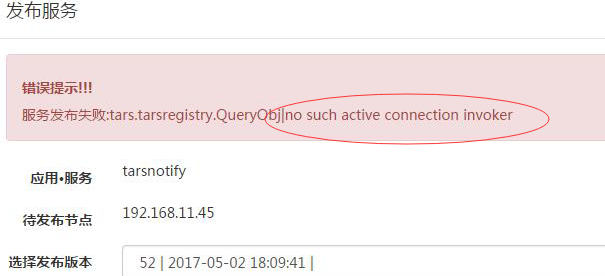 发布服务
错误提示!!!
服务发布失败:tars.tarsregistry.QueryObj|no such active connection invoker
应用•服务 tarsnotify
待发布节点 192.168.11.45
选择发布版本 52 | 2017-05-02 18:09:41 |